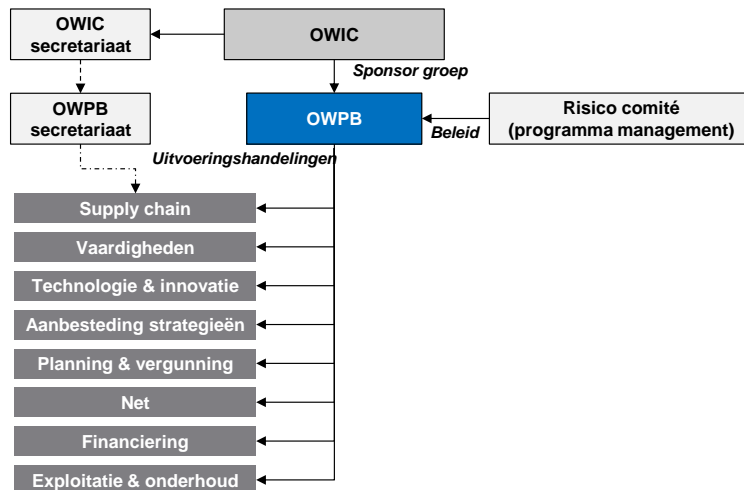 OWIC
secretariaat
OWIC
Sponsor groep
OWPB
secretariaat
OWPB
Beleid
Risico comité
(programma management)
Uitvoeringshandelingen
Supply chain
Vaardigheden
Technologie & innovatie
Aanbesteding strategieën
Planning & vergunning
Net
Financiering
Exploitatie & onderhoud